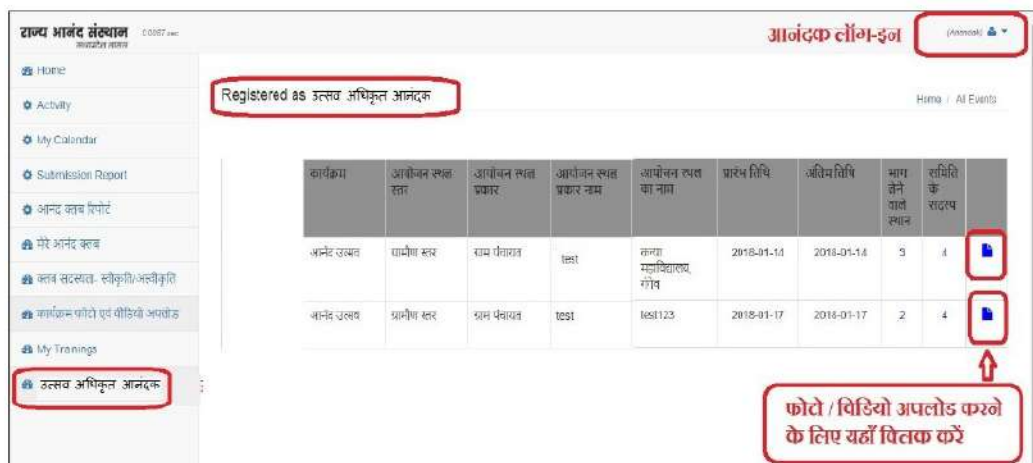 राज्य आनंद संस्थान
आनंदक लॉग-इन
(Anandak)
Home
Registered as उत्सव अधिकृत आनंदक
Home / All Events
Activity
My Calendar
Submission Report
आनंद क्लब रिपोर्ट
मेरे आनंद क्लब
क्लब सदस्यता- स्वीकृति/अस्वीकृति
कार्यक्रम फोटो एवं वीडियो अपलोड
My Tranings
उत्सव अधिकृत आनंदक
कार्यक्रम आयोजन स्थल स्तर आयोजन स्थल प्रकार आयोजन स्थल प्रकार नाम आयोजन स्थल का नाम प्रारंभ तिथि अंतिम तिथि भाग लेने वाले स्थान समिति के सदस्य
आनंद उत्सव ग्रामीण स्तर ग्राम पंचायत test कन्या महाविद्यालय, 2018-01-14 2018-01-14 3 4
आनंद उत्सव ग्रामीण स्तर ग्राम पंचायत test test123 2018-01-17 2018-01-17 2 4
फोटो / विडियो अपलोड करने
के लिए यहाँ क्लिक करें